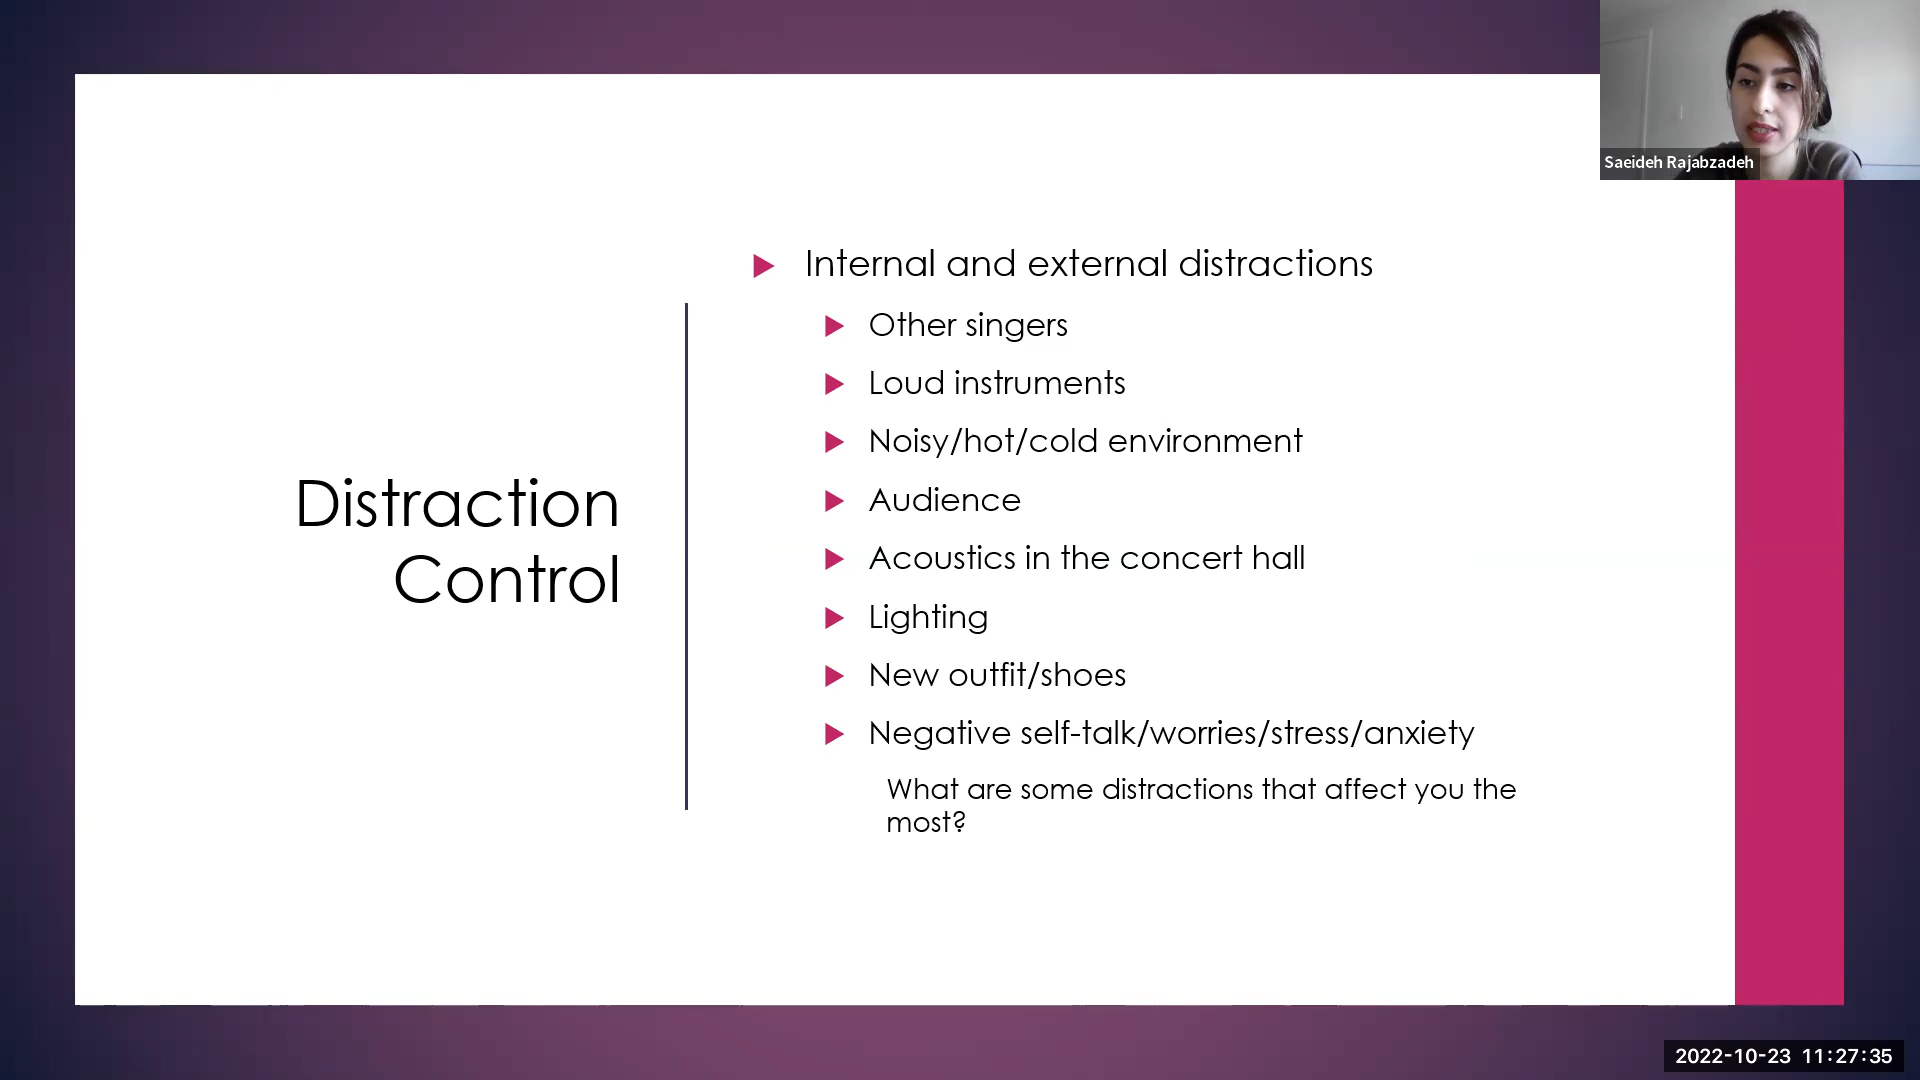 Saeideh Rajabzadeh
Distraction
Control
Internal and external distractions
Other singers
Loud instruments
Noisy/hot/cold environment
Audience
Acoustics in the concert hall
Lighting
New outfit/shoes
Negative self-talk/worries/stress/anxiety
What are some distractions that affect you the
most?
2022-10-23 11:27:35